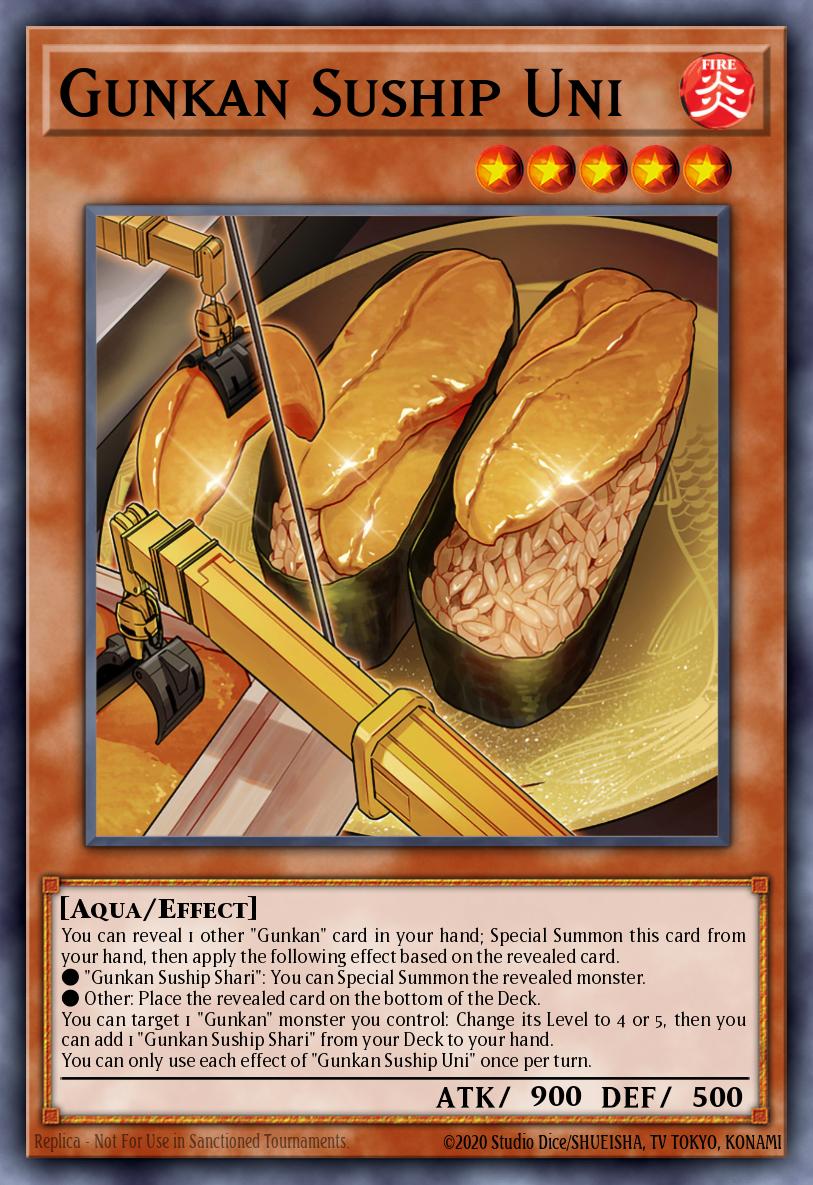 Gunkan Suship Uni
FIRE
炎
[Aqua/Effect]
You can reveal 1 other "Gunkan" card in your hand; Special Summon this card from
your hand, then apply the following effect based on the revealed card.
● "Gunkan Suship Shari": You can Special Summon the revealed monster.
● Other: Place the revealed card on the bottom of the Deck.
You can target 1 "Gunkan" monster you control: Change its Level to 4 or 5, then you
can add 1 "Gunkan Suship Shari" from your Deck to your hand.
You can only use each effect of "Gunkan Suship Uni" once per turn.
ATK/ 900 DEF/ 500
Replica - Not For Use in Sanctioned Tournaments.
©2020 Studio Dice/SHUEISHA, TV TOKYO, KONAMI